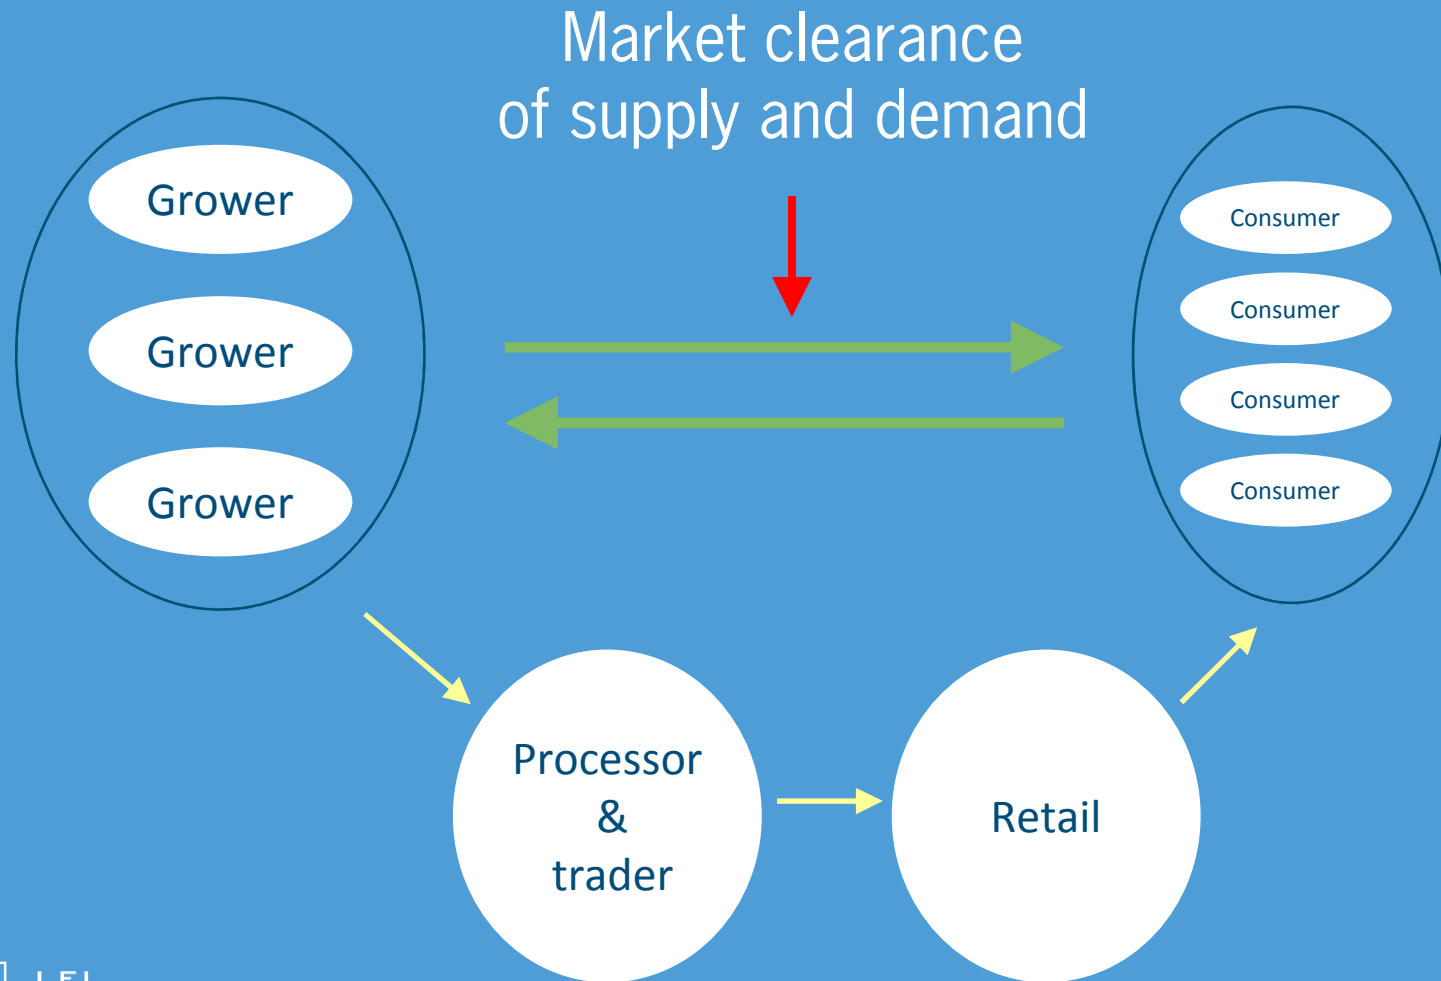 Market clearance
of supply and demand
Grower
Grower
Grower
Consumer
Consumer
Consumer
Consumer
Processor
&
trader
Retail